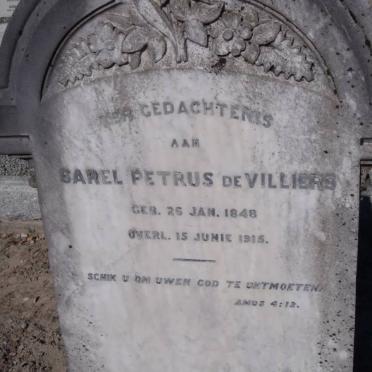 TER GEDACHTENIS
AAN
SAREL PETRUS DE VILLIERS
GEB. 26 JAN. 1848
OVERL. 15 JUNIE 1915.
SCHIK U OM UWEN GOD TE ONTMOETEN.
AMOS 4:12.